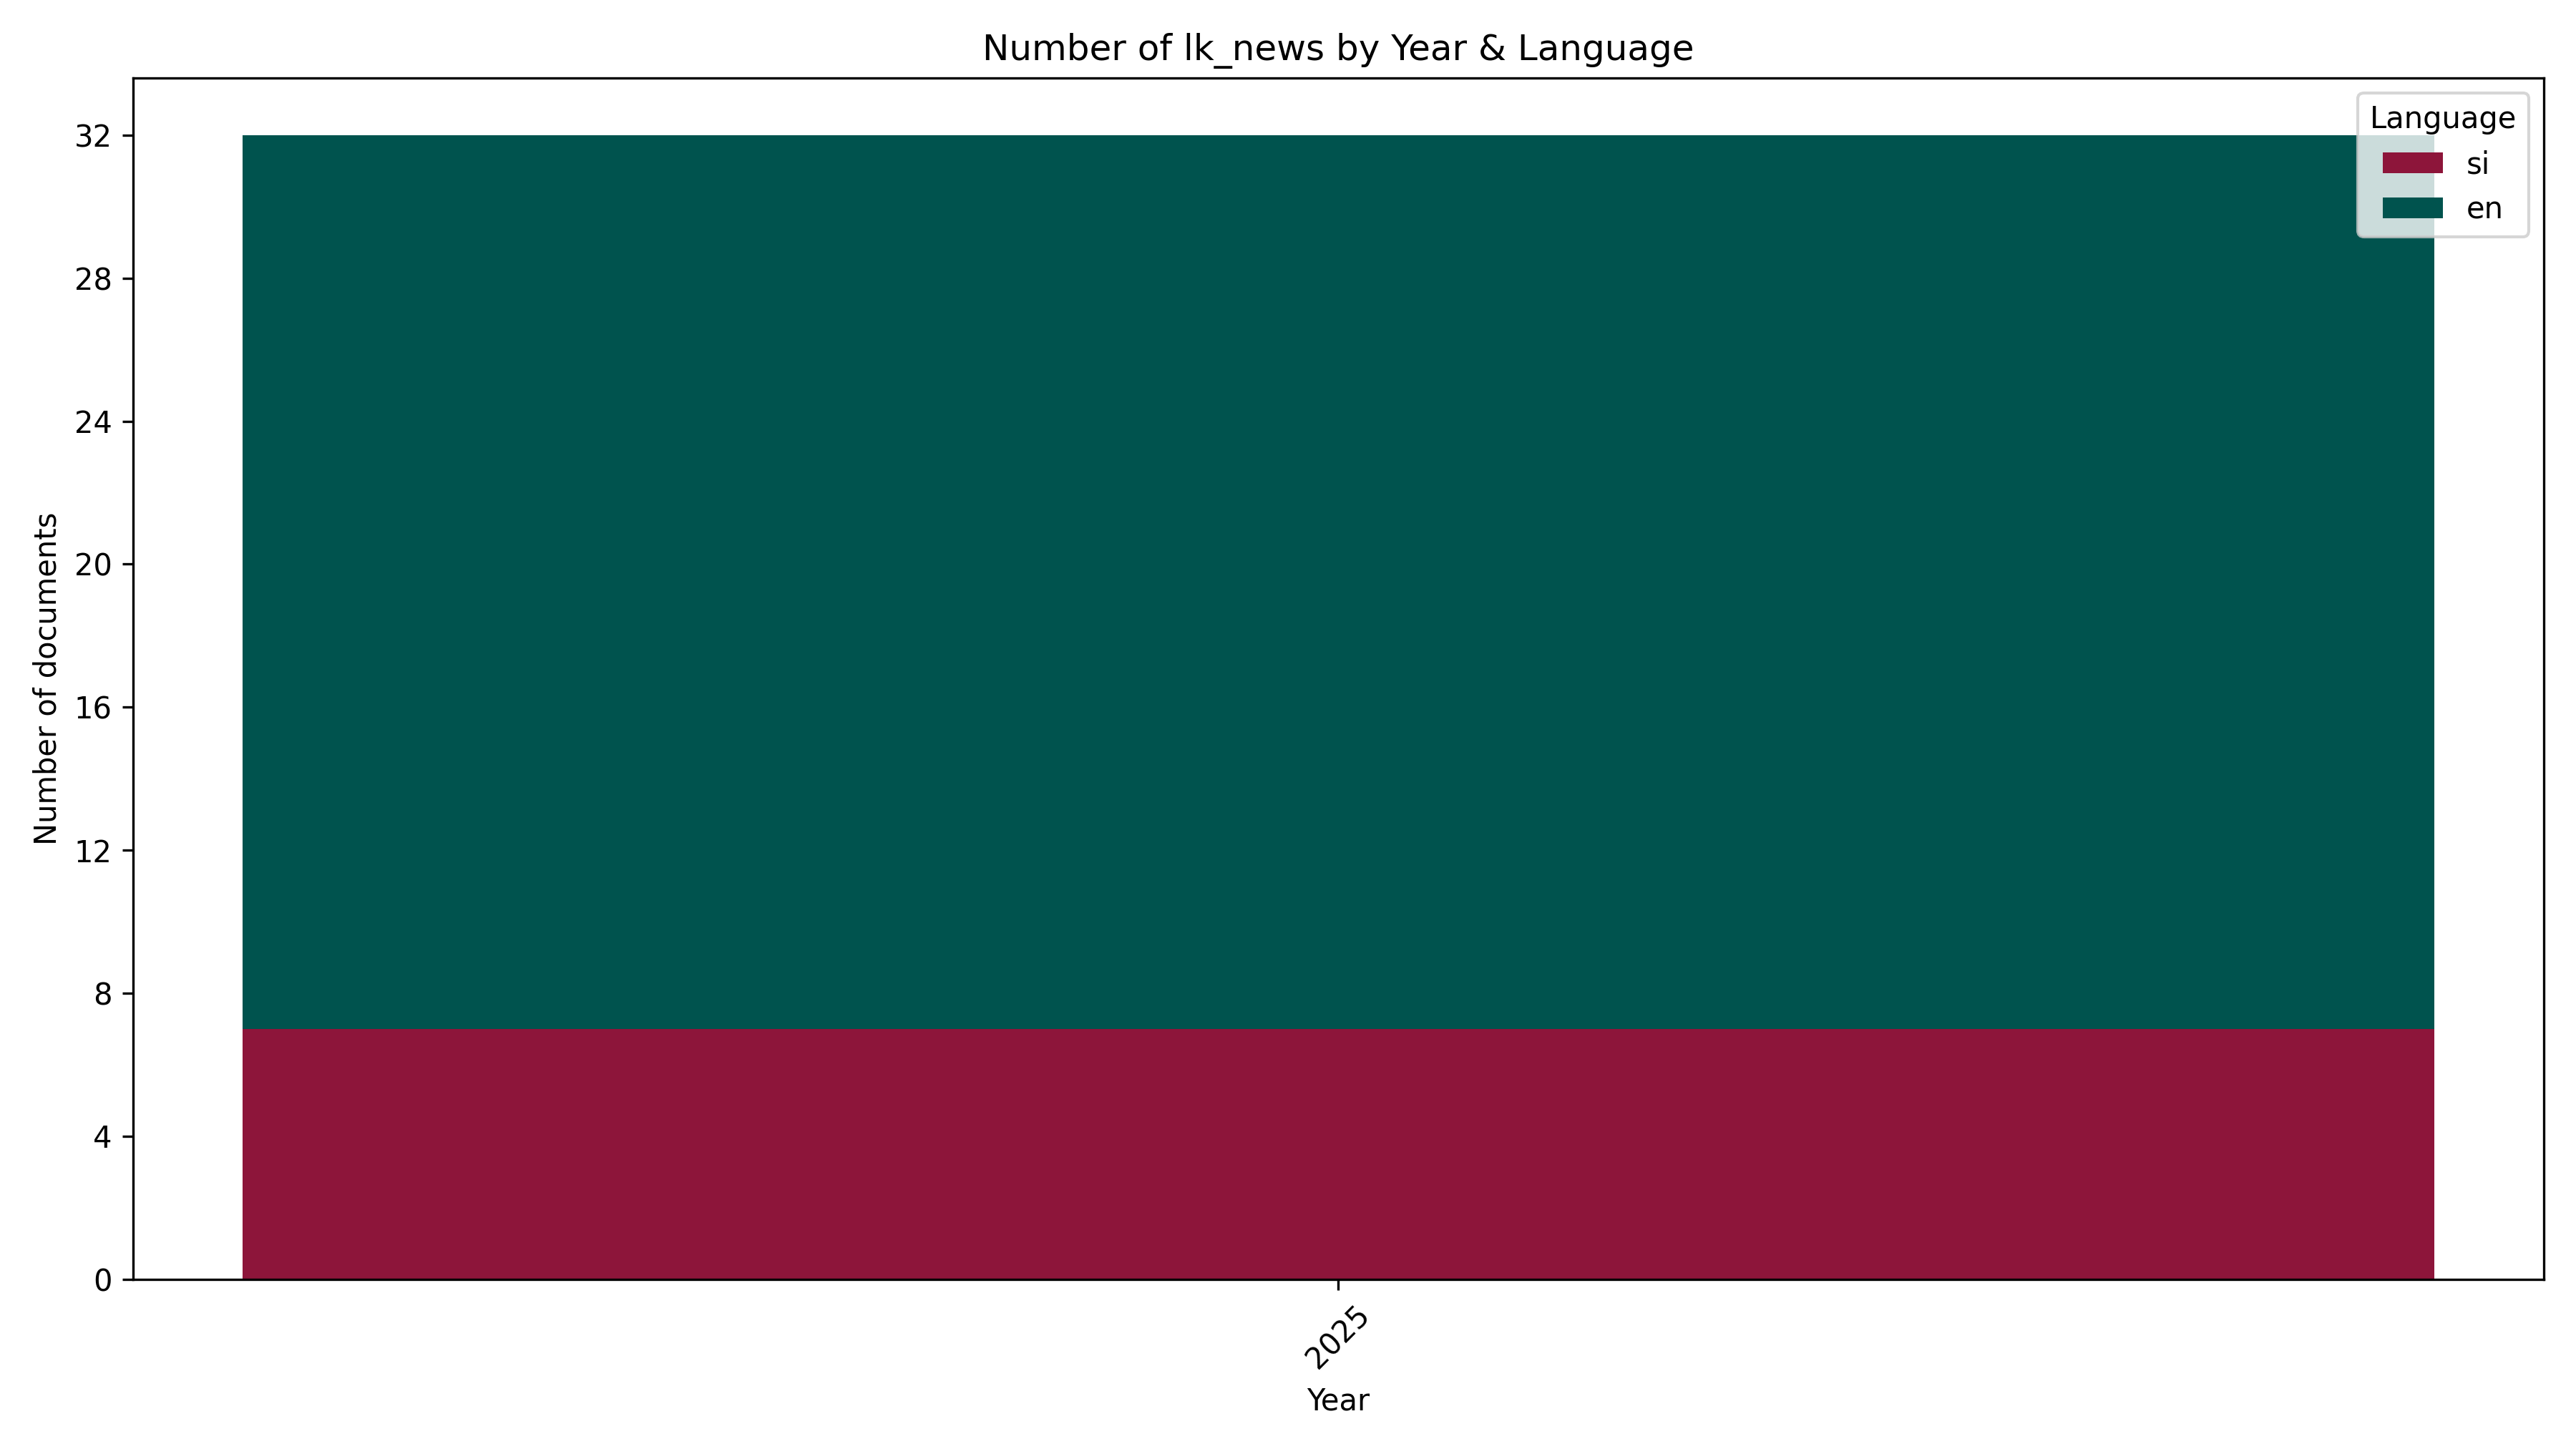 Number of lk_news by Year & Language
Language
si
en
32
28
24
20
16
12
8
4
0
Number of documents
2025
Year